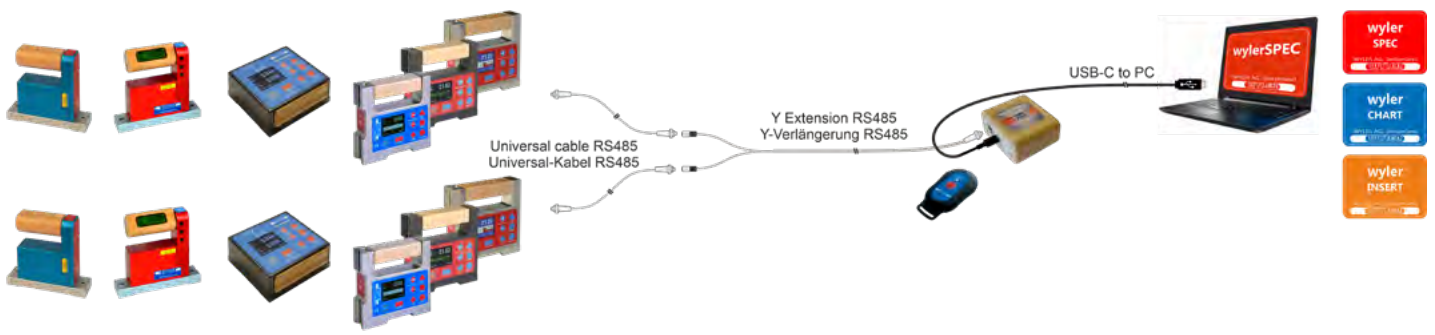 Universal cable RS485
Universal-Kabel RS485
Y Extension RS485
Y-Verlängerung RS485
USB-C to PC
wylerSPEC
wyler
SPEC
wyler
CHART
wyler
INSERT